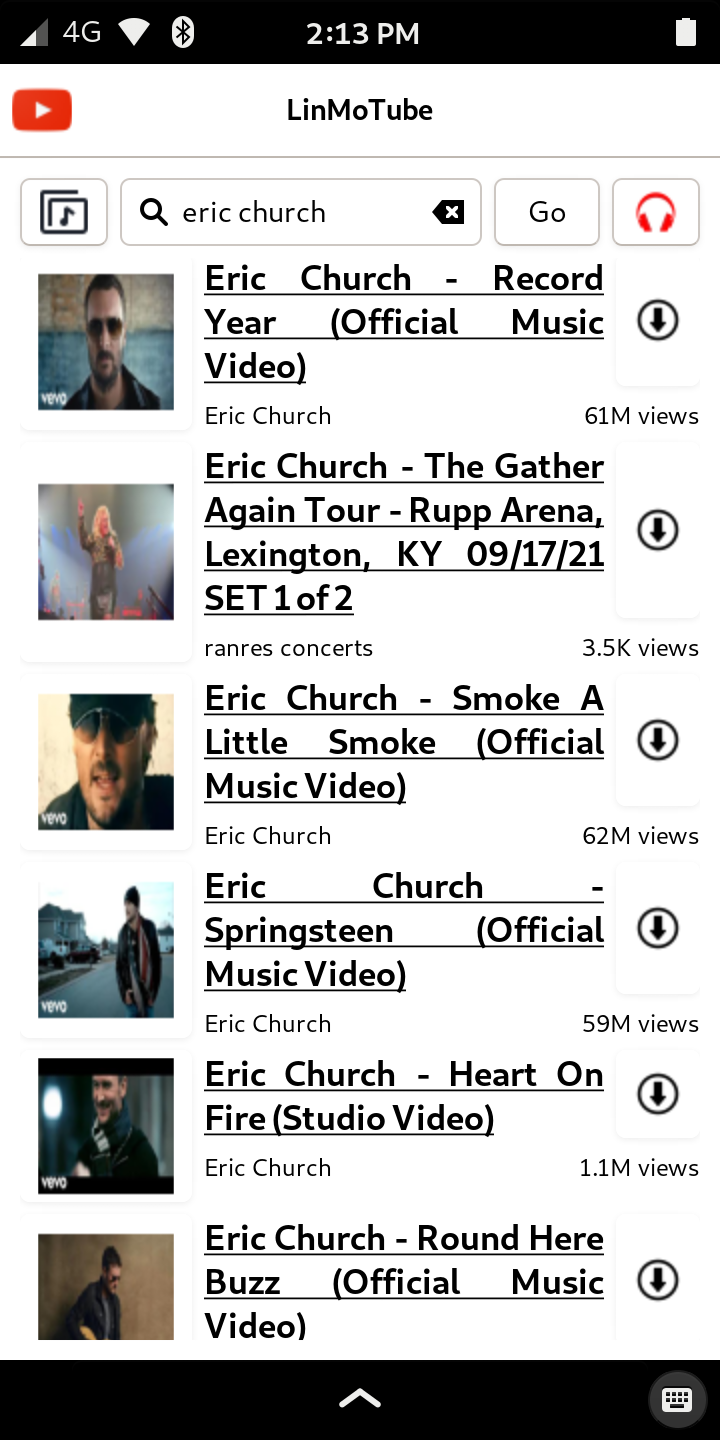 4G 2:13 PM
LinMoTube
eric church Go
Eric Church - Record
Year (Official Music
Video)
vevo
Eric Church 61M views
Eric Church - The Gather
Again Tour - Rupp Arena,
Lexington, KY 09/17/21
SET 1 of 2
ranres concerts 3.5K views
Eric Church - Smoke A
Little Smoke (Official
Music Video)
vevo
Eric Church 62M views
Eric Church -
Springsteen (Official
Music Video)
vevo
Eric Church 59M views
Eric Church - Heart On
Fire (Studio Video)
vevo
Eric Church 1.1M views
Eric Church - Round Here
Buzz (Official Music
Video)